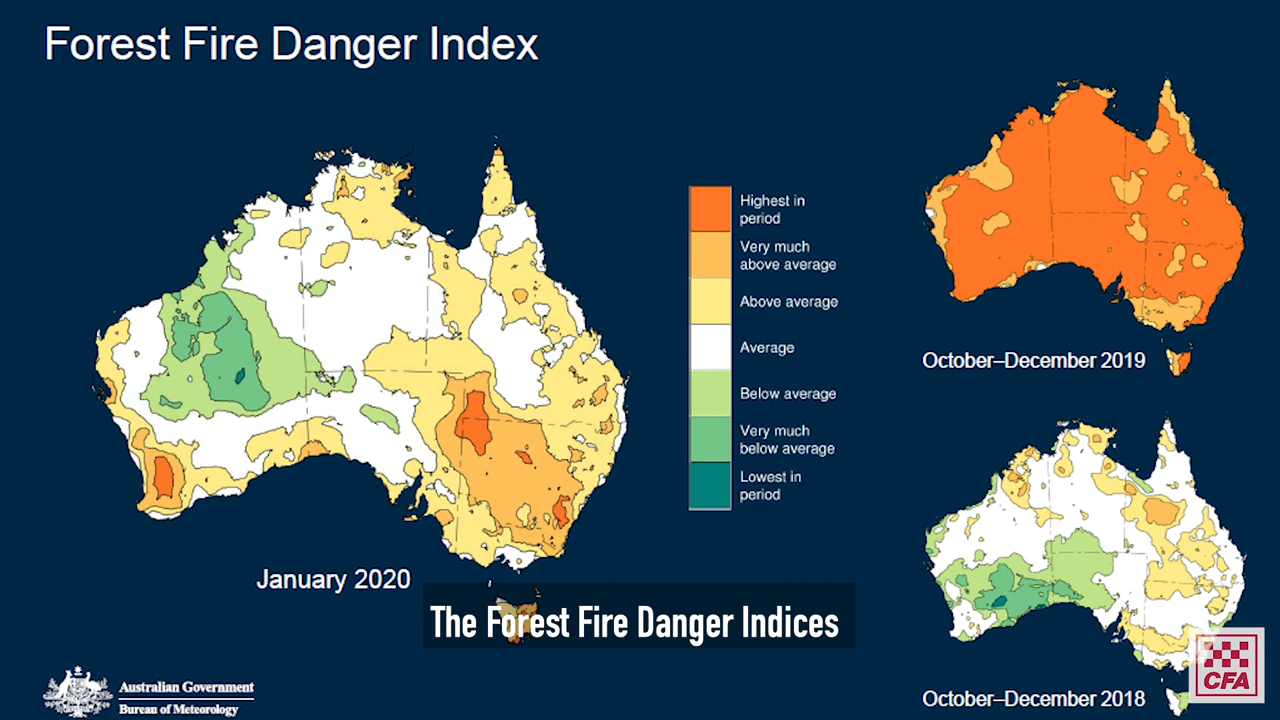 Forest Fire Danger Index
Highest in
period
Very much
above average
Above average
Average
Below average
Very much
below average
Lowest in
period
October–December 2019
January 2020
The Forest Fire Danger Indices
October–December 2018
Australian Government
Bureau of Meteorology
CFA